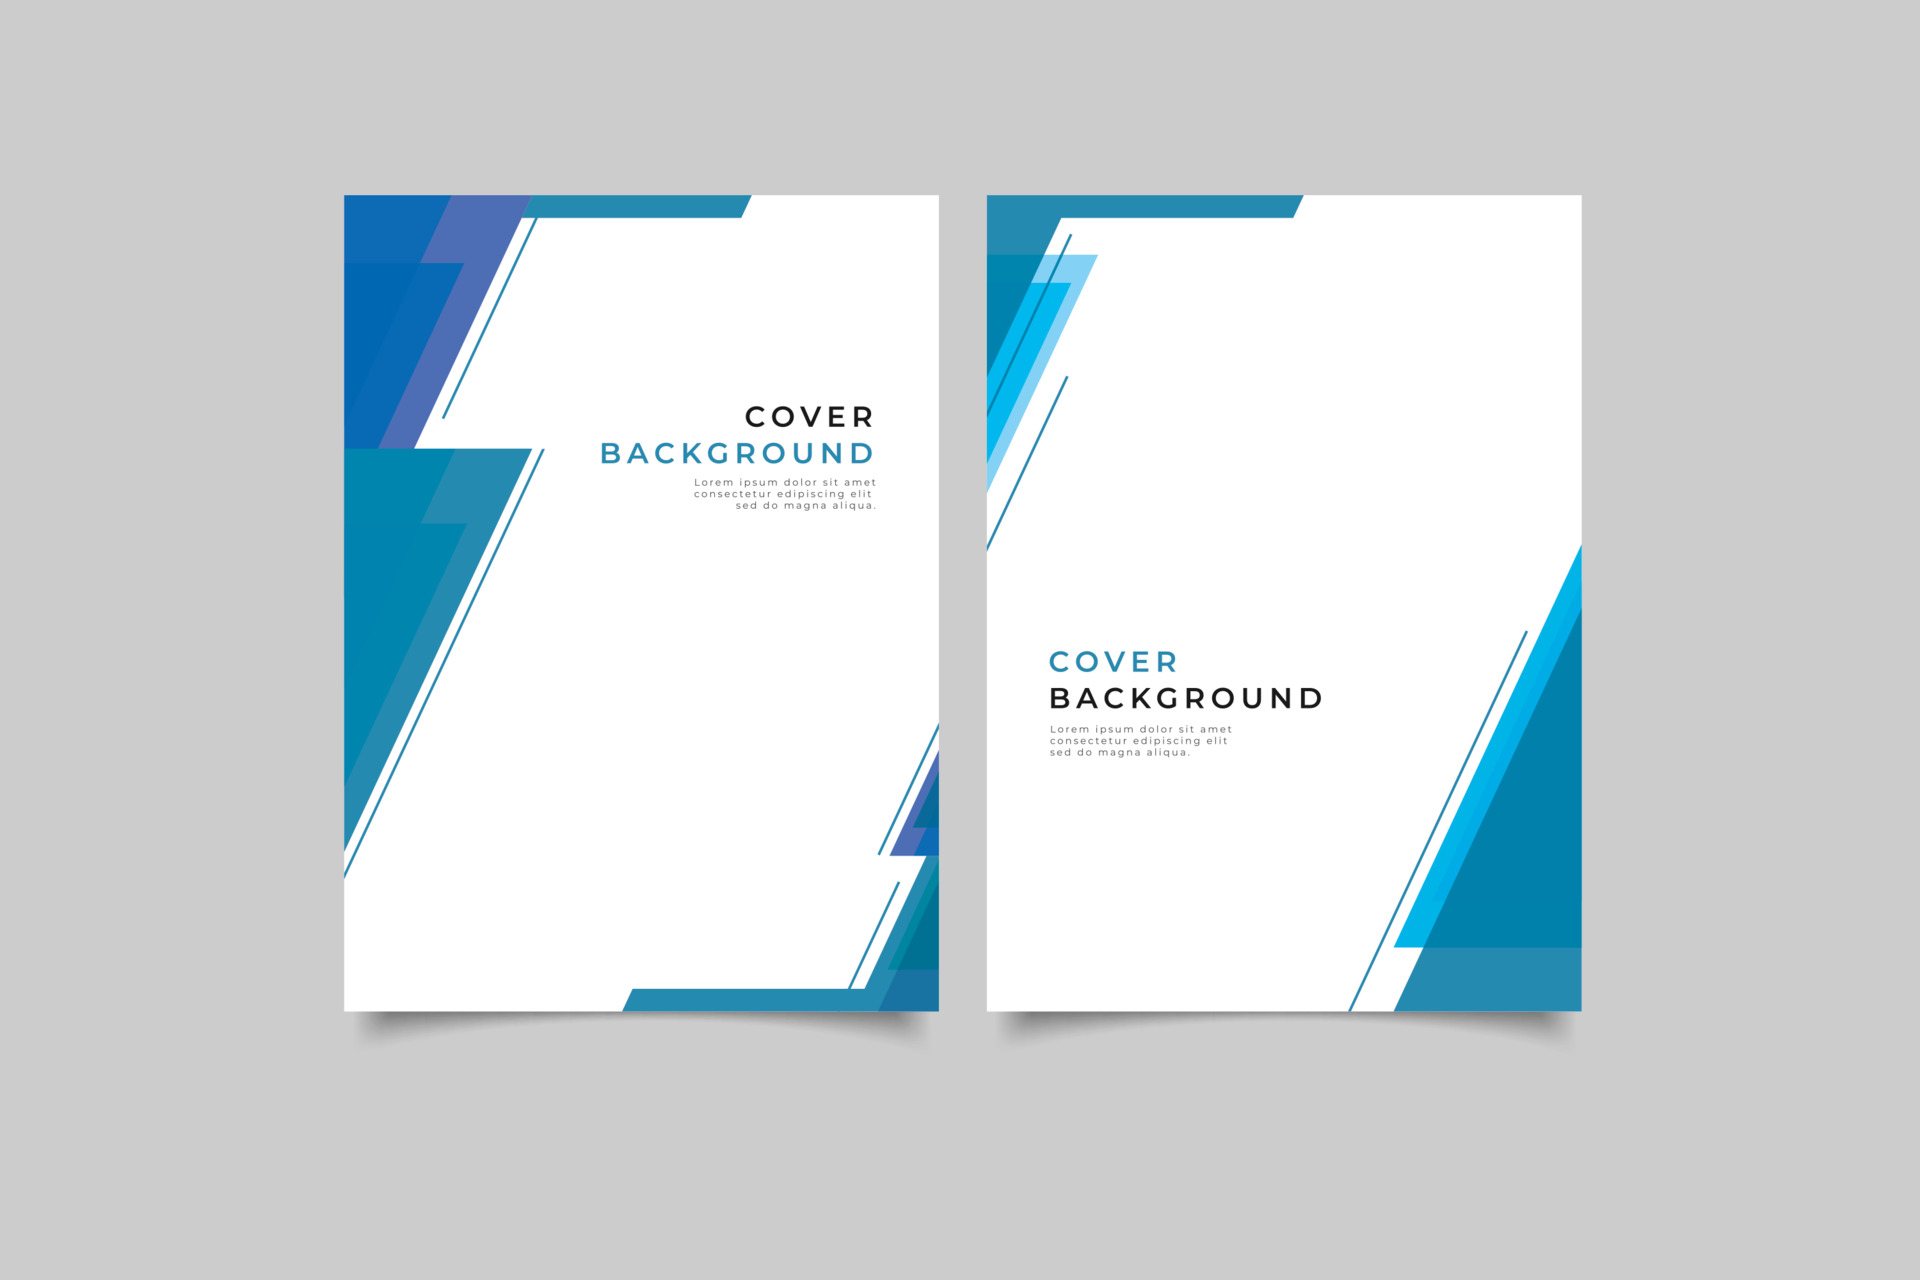 COVER
BACKGROUND
Lorem ipsum dolor sit amet
consectetur edipiscing elit
sed do magna aliqua.
COVER
BACKGROUND
Lorem ipsum dolor sit amet
consectetur edipiscing elit
sed do magna aliqua.